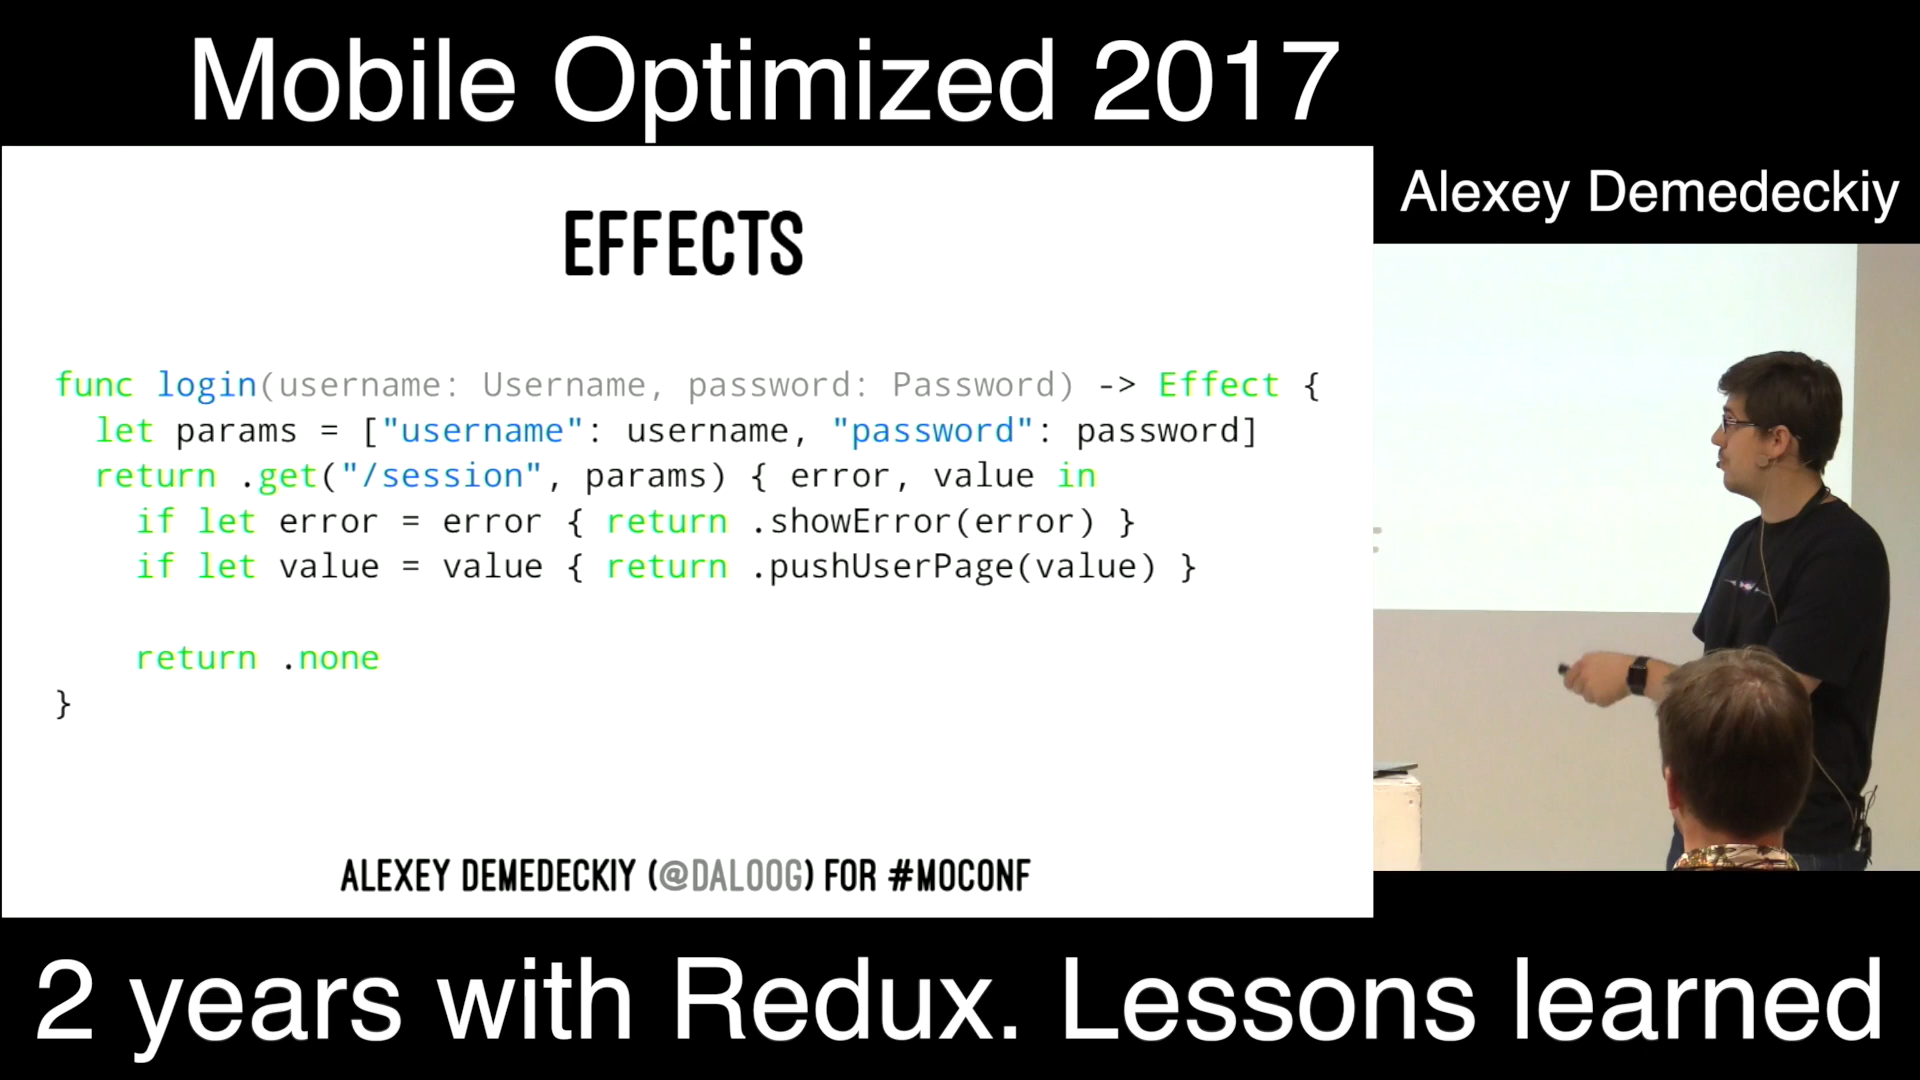 Mobile Optimized 2017
Alexey Demedeckiy
EFFECTS
func login(username: Username, password: Password) -> Effect {
  let params = ["username": username, "password": password]
  return .get("/session", params) { error, value in
    if let error = error { return .showError(error) }
    if let value = value { return .pushUserPage(value) }
    return .none
}
ALEXEY DEMEDECKIY (@DALOOG) FOR #MOCONF
2 years with Redux. Lessons learned